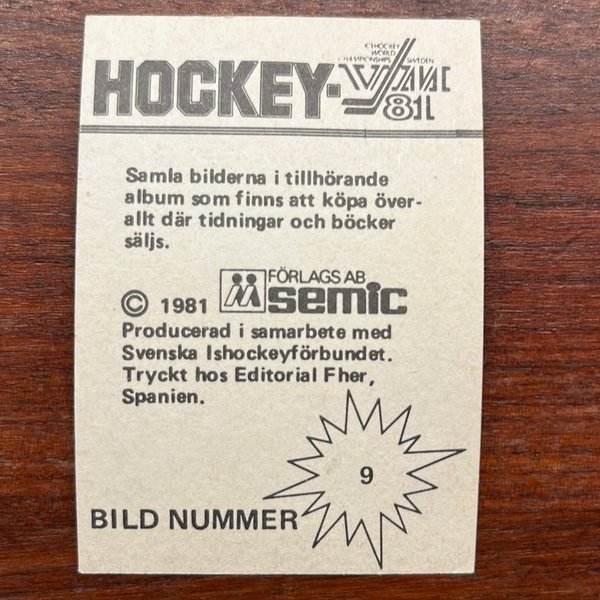 HOCKEY-VM 81
ICEHOCKEY
WORLD
CHAMPIONSHIPS SWEDEN
Samla bilderna i tillhörande
album som finns att köpa över-
allt där tidningar och böcker
säljs.
© 1981 FÖRLAGS AB
semic
Producerad i samarbete med
Svenska Ishockeyförbundet.
Tryckt hos Editorial Fher,
Spanien.
9
BILD NUMMER